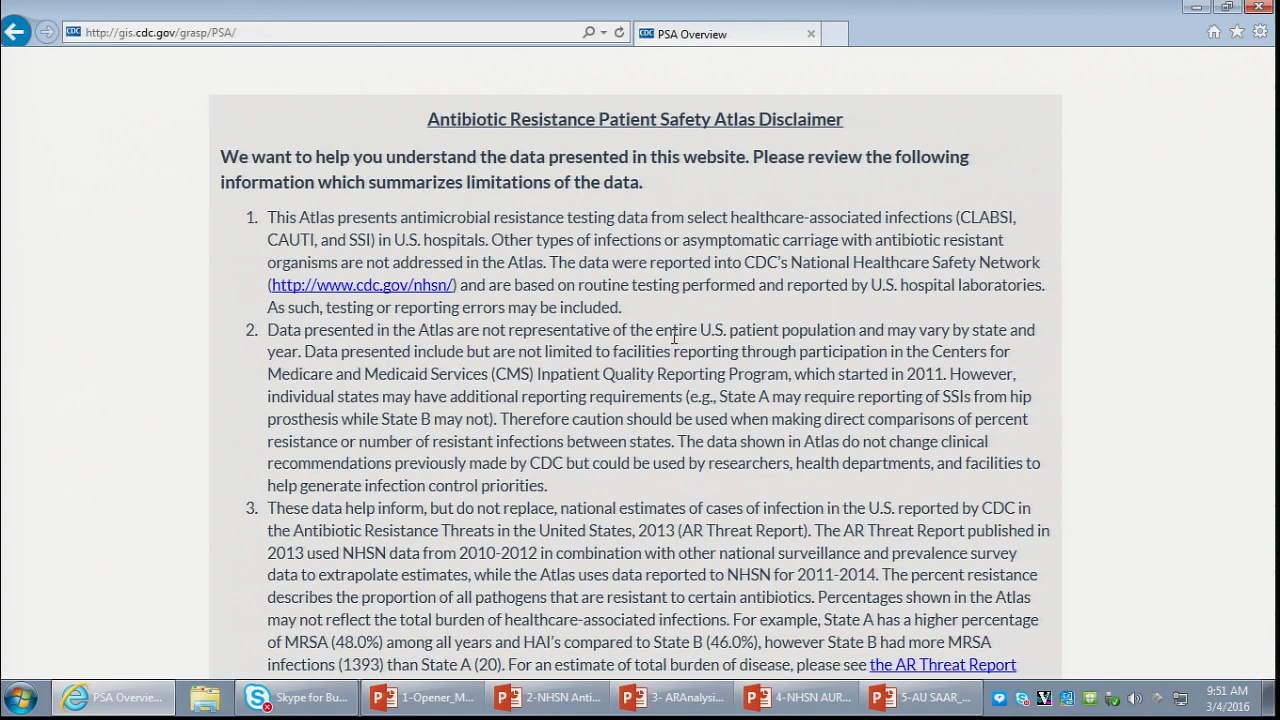 http://gis.cdc.gov/grasp/PSA/
CDC PSA Overview
Antibiotic Resistance Patient Safety Atlas Disclaimer
We want to help you understand the data presented in this website. Please review the following
information which summarizes limitations of the data.
1. This Atlas presents antimicrobial resistance testing data from select healthcare-associated infections (CLABSI,
CAUTI, and SSI) in U.S. hospitals. Other types of infections or asymptomatic carriage with antibiotic resistant
organisms are not addressed in the Atlas. The data were reported into CDC's National Healthcare Safety Network
(http://www.cdc.gov/nhsn/) and are based on routine testing performed and reported by U.S. hospital laboratories.
As such, testing or reporting errors may be included.
2. Data presented in the Atlas are not representative of the entire U.S. patient population and may vary by state and
year. Data presented include but are not limited to facilities reporting through participation in the Centers for
Medicare and Medicaid Services (CMS) Inpatient Quality Reporting Program, which started in 2011. However,
individual states may have additional reporting requirements (e.g., State A may require reporting of SSIs from hip
prosthesis while State B may not). Therefore caution should be used when making direct comparisons of percent
resistance or number of resistant infections between states. The data shown in Atlas do not change clinical
recommendations previously made by CDC but could be used by researchers, health departments, and facilities to
help generate infection control priorities.
3. These data help inform, but do not replace, national estimates of cases of infection in the U.S. reported by CDC in
the Antibiotic Resistance Threats in the United States, 2013 (AR Threat Report). The AR Threat Report published in
2013 used NHSN data from 2010-2012 in combination with other national surveillance and prevalence survey
data to extrapolate estimates, while the Atlas uses data reported to NHSN for 2011-2014. The percent resistance
describes the proportion of all pathogens that are resistant to certain antibiotics. Percentages shown in the Atlas
may not reflect the total burden of healthcare-associated infections. For example, State A has a higher percentage
of MRSA (48.0%) among all years and HAI's compared to State B (46.0%), however State B had more MRSA
infections (1393) than State A (20). For an estimate of total burden of disease, please see the AR Threat Report
PSA Overvie...
Skype for Bu...
1-Opener_M...
2-NHSN Anti...
3- ARAnalysi...
4-NHSN AUR...
5-AU SAAR_...
9:51 AM
3/4/2016